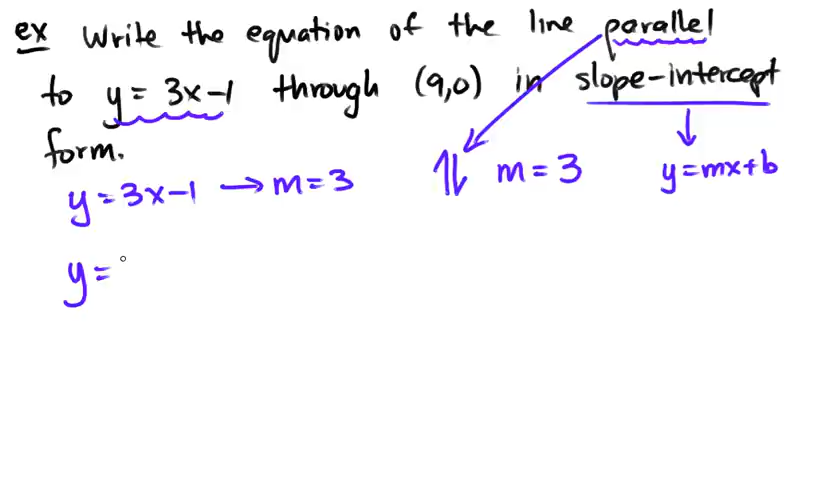 ex Write the equation of the line parallel
to y = 3x-1 through (9,0) in slope-intercept
form.
y=3x-1 → m=3 ⥮ m = 3 y=mx+b
y=